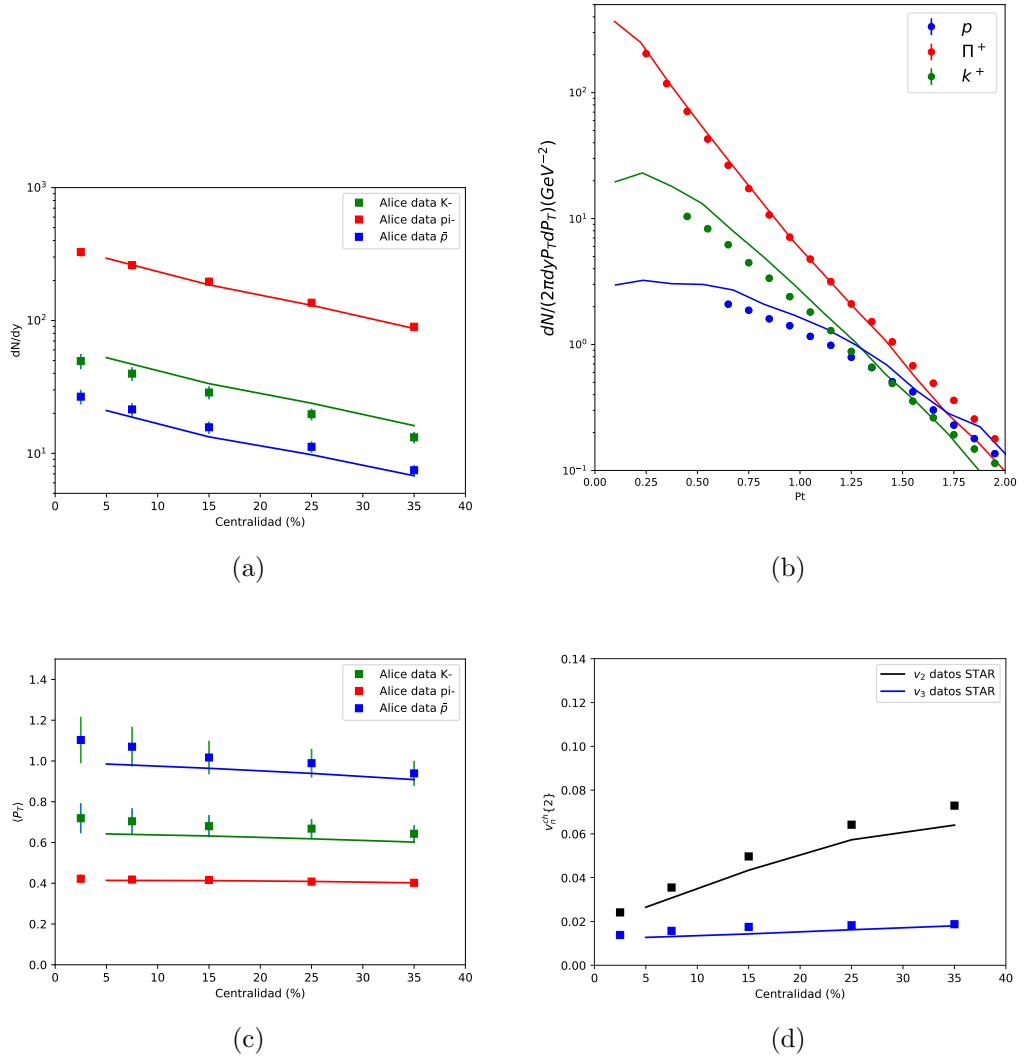 10³
10²
10¹
dN/dy
0 5 10 15 20 25 30 35 40
Centralidad (%)
Alice data K-
Alice data pi-
Alice data p̄
(a)
10²
10¹
10⁰
10⁻¹
dN/(2πdyP_TdP_T)(GeV⁻²)
0.00 0.25 0.50 0.75 1.00 1.25 1.50 1.75 2.00
Pt
p
Π⁺
k⁺
(b)
1.4
1.2
1.0
0.8
0.6
0.4
0.2
0.0
⟨P_T⟩
0 5 10 15 20 25 30 35 40
Centralidad (%)
Alice data K-
Alice data pi-
Alice data p̄
(c)
0.14
0.12
0.10
0.08
0.06
0.04
0.02
0.00
v_n^{ch}{2}
0 5 10 15 20 25 30 35 40
Centralidad (%)
v₂ datos STAR
v₃ datos STAR
(d)